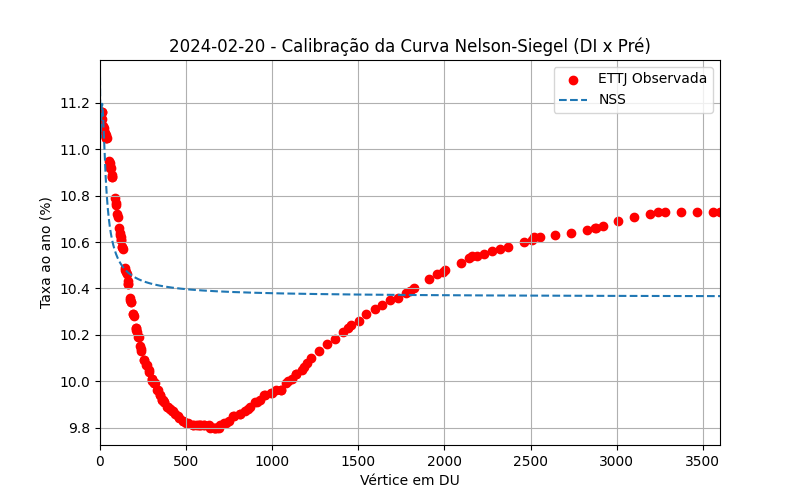 2024-02-20 - Calibração da Curva Nelson-Siegel (DI x Pré)
ETTJ Observada
NSS
Taxa ao ano (%)
11.2
11.0
10.8
10.6
10.4
10.2
10.0
9.8
0 500 1000 1500 2000 2500 3000 3500
Vértice em DU